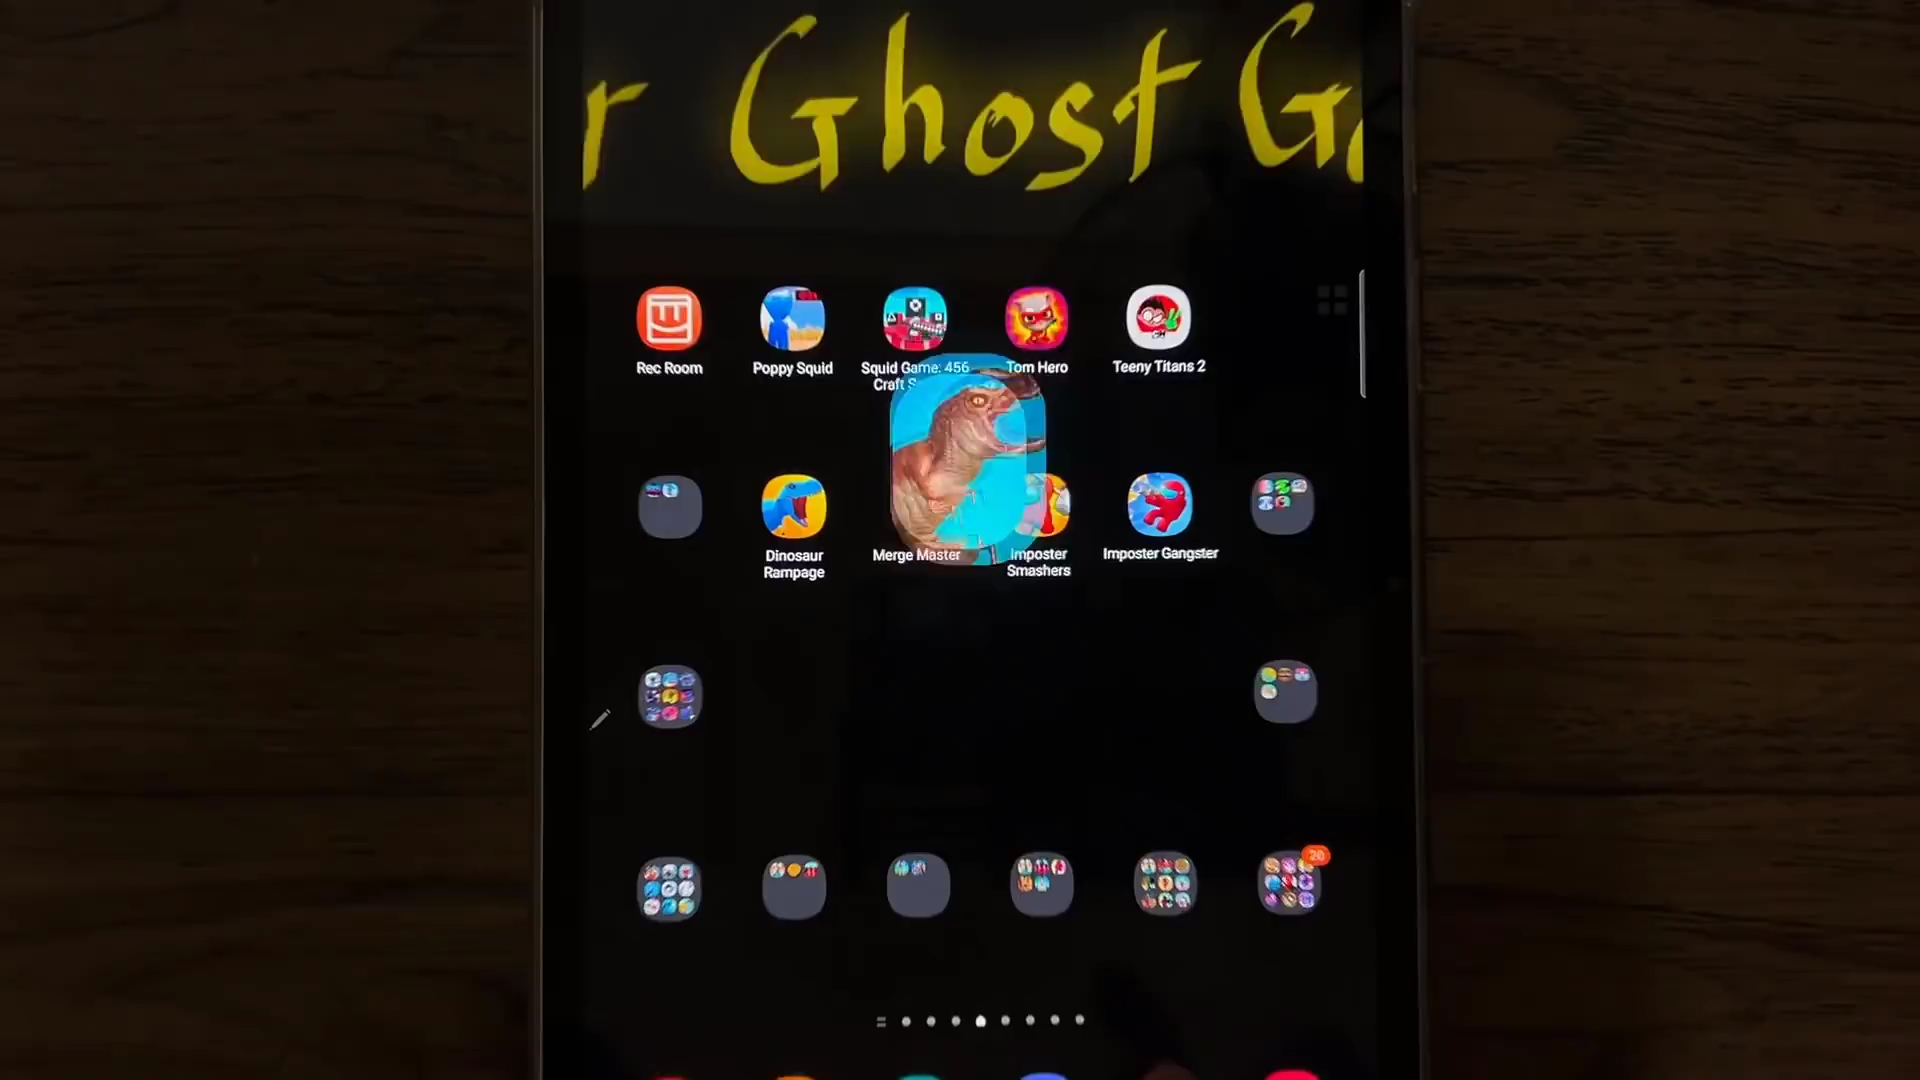 r Ghost G
Rec Room
Poppy Squid
Squid Game: 456
Craft S
Tom Hero
Teeny Titans 2
Dinosaur
Rampage
Merge Master
Imposter
Smashers
Imposter Gangster
20